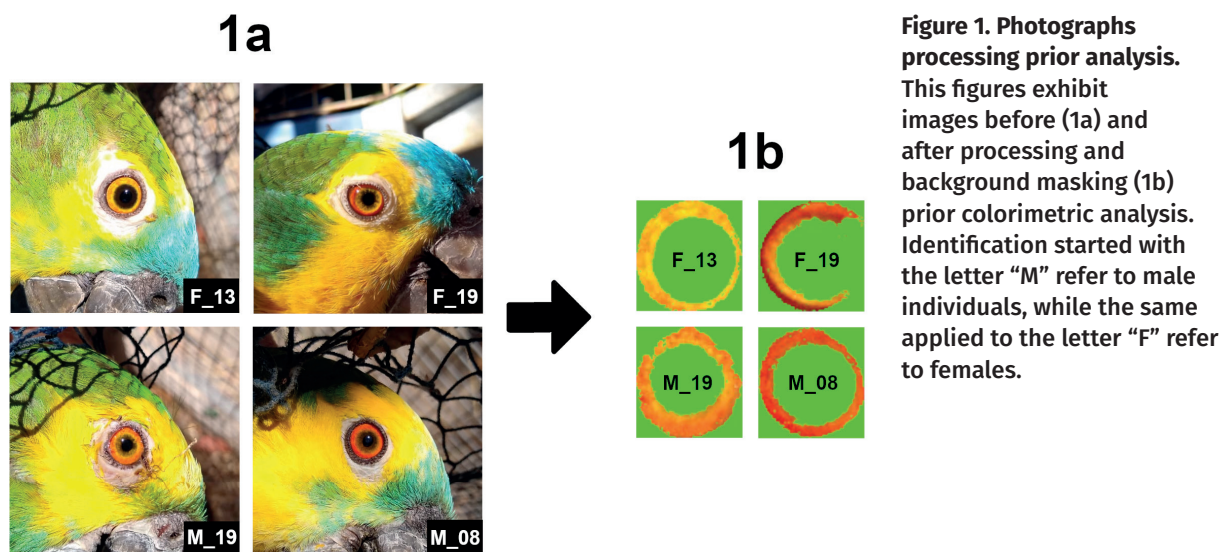 1a
F_13
F_19
M_19
M_08
1b
F_13
F_19
M_19
M_08
Figure 1. Photographs
processing prior analysis.
This figures exhibit
images before (1a) and
after processing and
background masking (1b)
prior colorimetric analysis.
Identification started with
the letter “M” refer to male
individuals, while the same
applied to the letter “F” refer
to females.